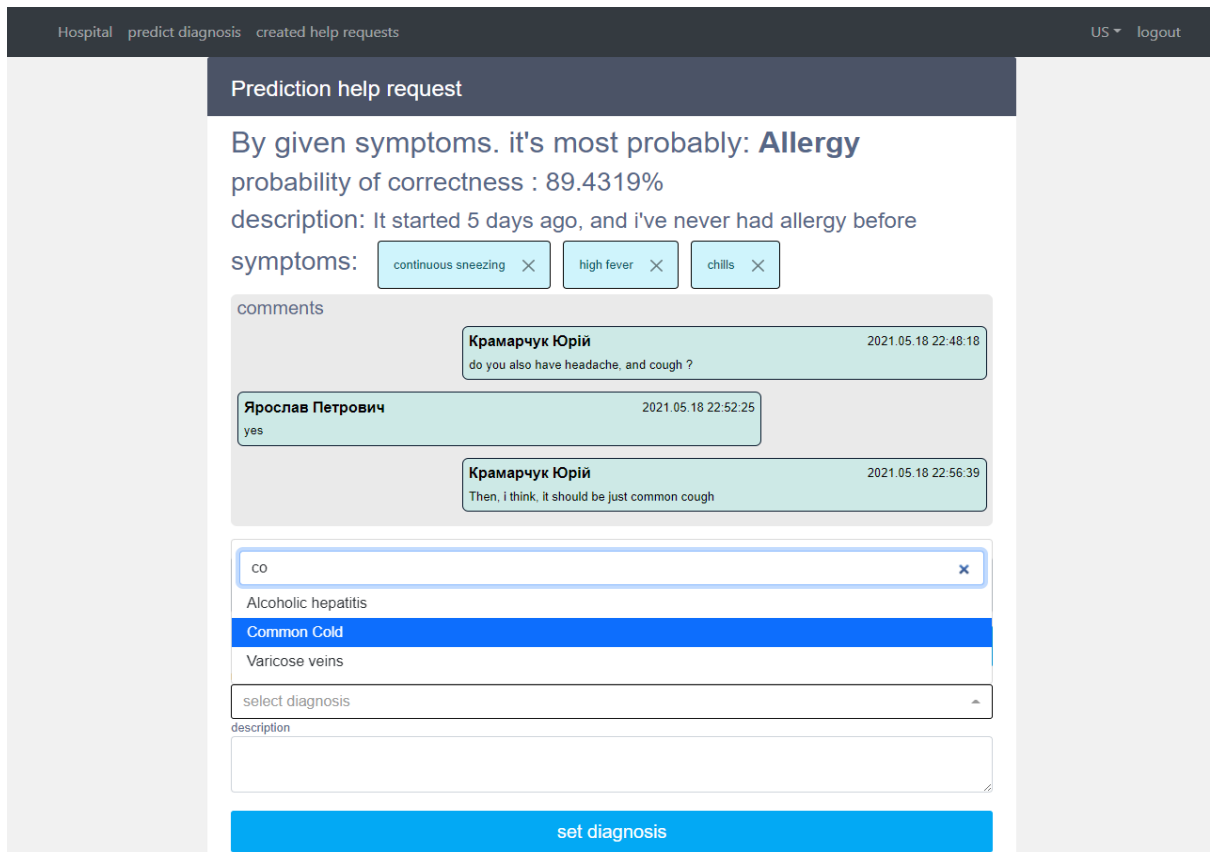 Hospital predict diagnosis created help requests US logout
Prediction help request
By given symptoms. it's most probably: Allergy
probability of correctness : 89.4319%
description: It started 5 days ago, and i've never had allergy before
symptoms: continuous sneezing high fever chills
comments
Крамарчук Юрій 2021.05.18 22:48:18
do you also have headache, and cough ?
Ярослав Петрович 2021.05.18 22:52:25
yes
Крамарчук Юрій 2021.05.18 22:56:39
Then, i think, it should be just common cough
co
Alcoholic hepatitis
Common Cold
Varicose veins
select diagnosis
description
set diagnosis